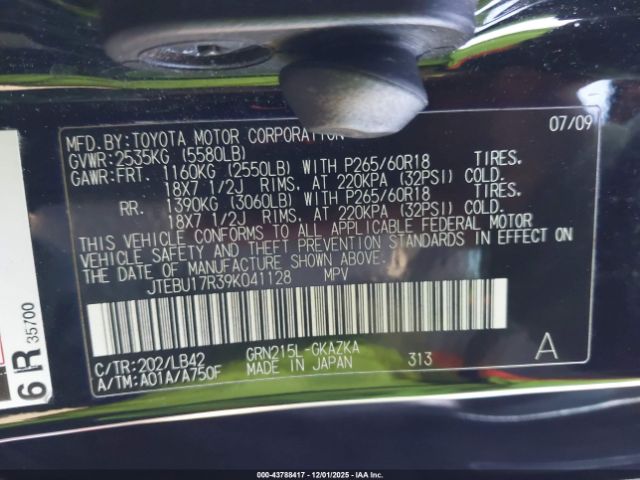 MFD.BY:TOYOTA MOTOR CORPORATION 07/09
GVWR:2535KG (5580LB)
GAWR:FRT. 1160KG (2550LB) WITH P265/60R18 TIRES.
18X7 1/2J RIMS, AT 220KPA (32PSI) COLD.
RR. 1390KG (3060LB) WITH P265/60R18 TIRES.
18X7 1/2J RIMS, AT 220KPA (32PSI) COLD.
THIS VEHICLE CONFORMS TO ALL APPLICABLE FEDERAL MOTOR
VEHICLE SAFETY AND THEFT PREVENTION STANDARDS IN EFFECT ON
THE DATE OF MANUFACTURE SHOWN ABOVE.
JTEBU17R39K041128 MPV
C/TR:202/LB42 GRN215L-GKAZKA A
A/TM:A01A/A750F MADE IN JAPAN 313
6R 35700
000-43788417 • 12/01/2025 • IAAI, Inc.